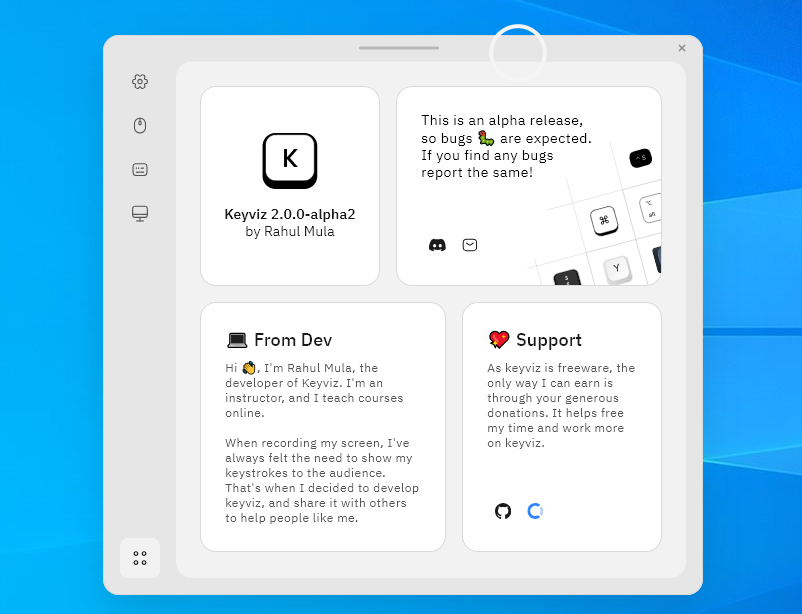 K
Keyviz 2.0.0-alpha2
by Rahul Mula
This is an alpha release,
so bugs 🐛 are expected.
If you find any bugs
report the same!
^ S
⌘
⌥
alt
Y
💻 From Dev
Hi 👋, I'm Rahul Mula, the
developer of Keyviz. I'm an
instructor, and I teach courses
online.
When recording my screen, I've
always felt the need to show my
keystrokes to the audience.
That's when I decided to develop
keyviz, and share it with others
to help people like me.
💖 Support
As keyviz is freeware, the
only way I can earn is
through your generous
donations. It helps free
my time and work more
on keyviz.